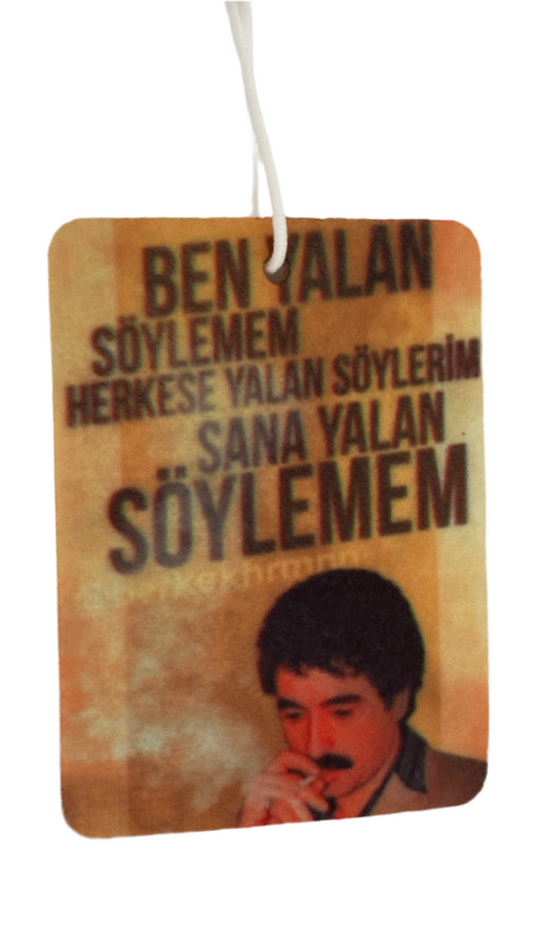 BEN YALAN
SÖYLEMEM
HERKESE YALAN SÖYLERİM
SANA YALAN
SÖYLEMEM